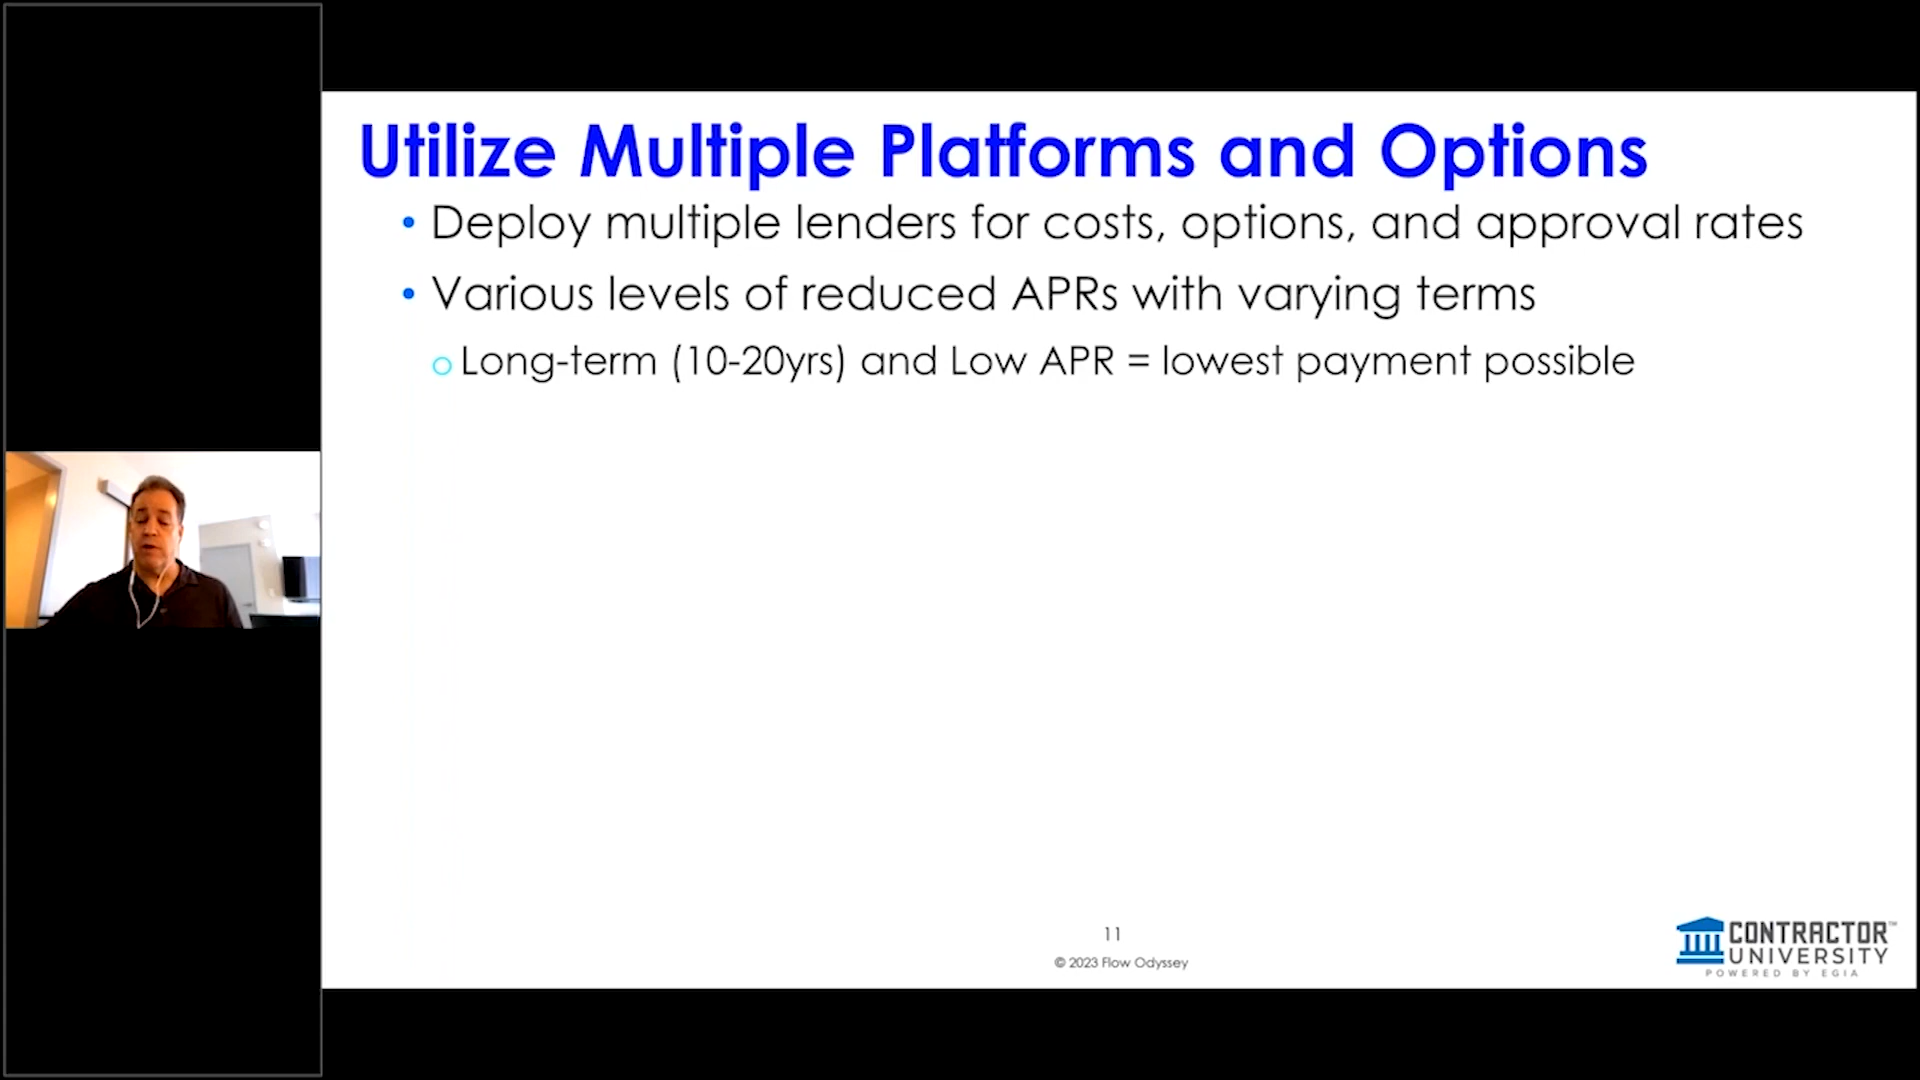 Utilize Multiple Platforms and Options
• Deploy multiple lenders for costs, options, and approval rates
• Various levels of reduced APRs with varying terms
o Long-term (10-20yrs) and Low APR = lowest payment possible
11
© 2023 Flow Odyssey
CONTRACTOR™
UNIVERSITY
POWERED BY EGIA